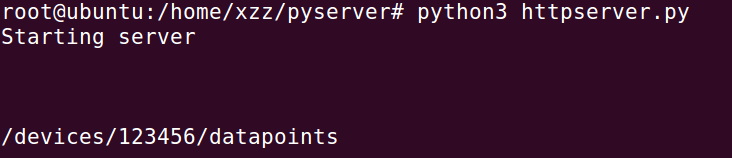 root@ubuntu:/home/xzz/pyserver# python3 httpserver.py
Starting server
/devices/123456/datapoints